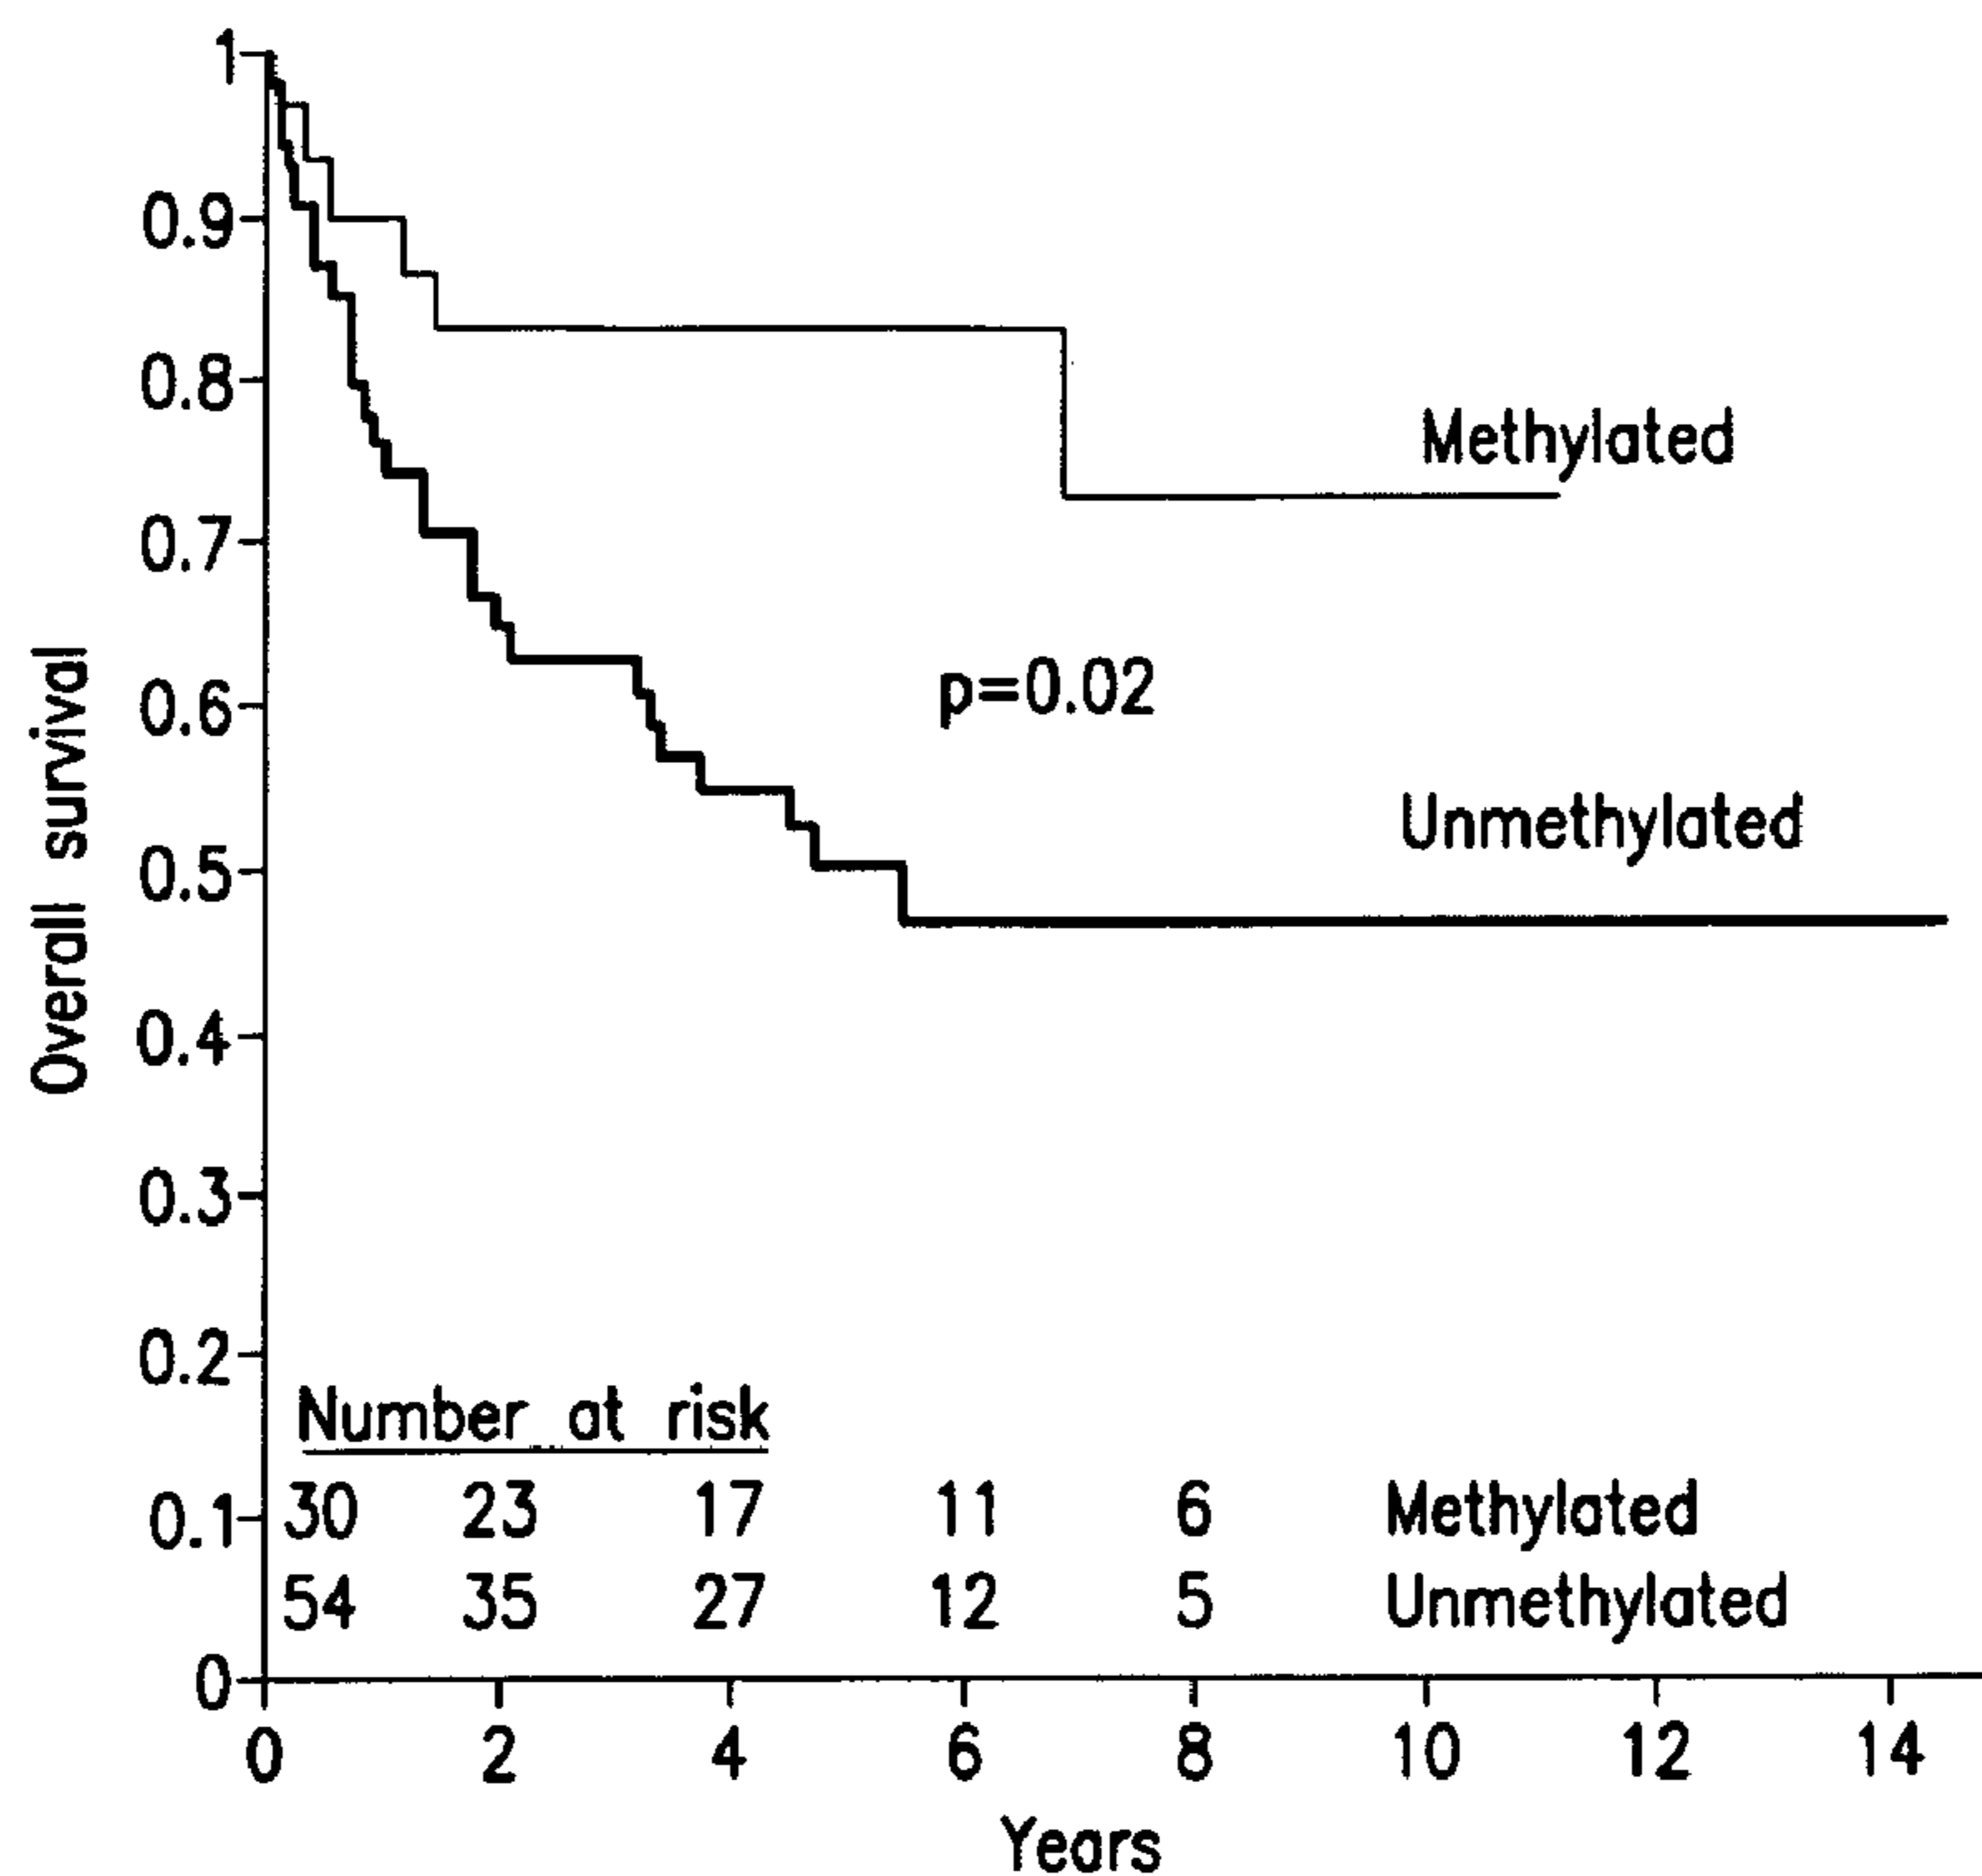 1
0.9
0.8
Methylated
0.7
p=0.02
0.6
Unmethylated
0.5
Overall survival
0.4
0.3
0.2
Number at risk
0.1
30 23 17 11 6 Methylated
54 35 27 12 5 Unmethylated
0
0 2 4 6 8 10 12 14
Years